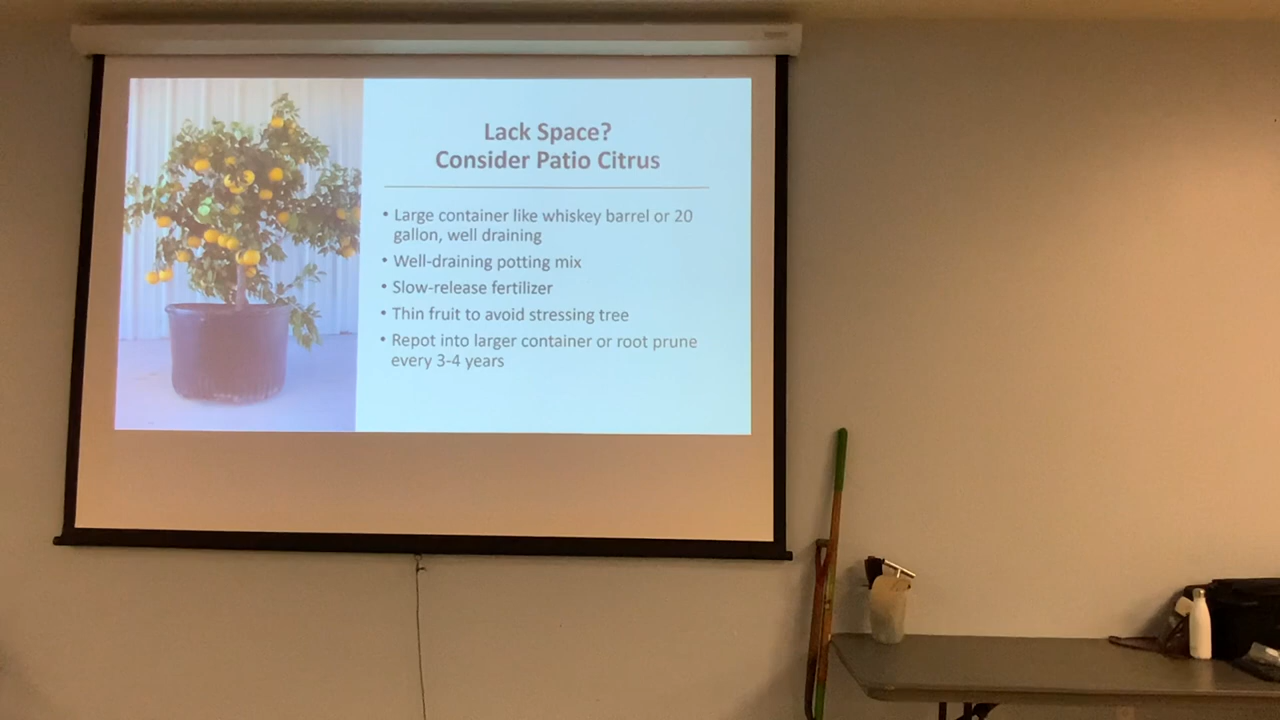 Lack Space?
Consider Patio Citrus
• Large container like whiskey barrel or 20
gallon, well draining
• Well-draining potting mix
• Slow-release fertilizer
• Thin fruit to avoid stressing tree
• Repot into larger container or root prune
every 3-4 years